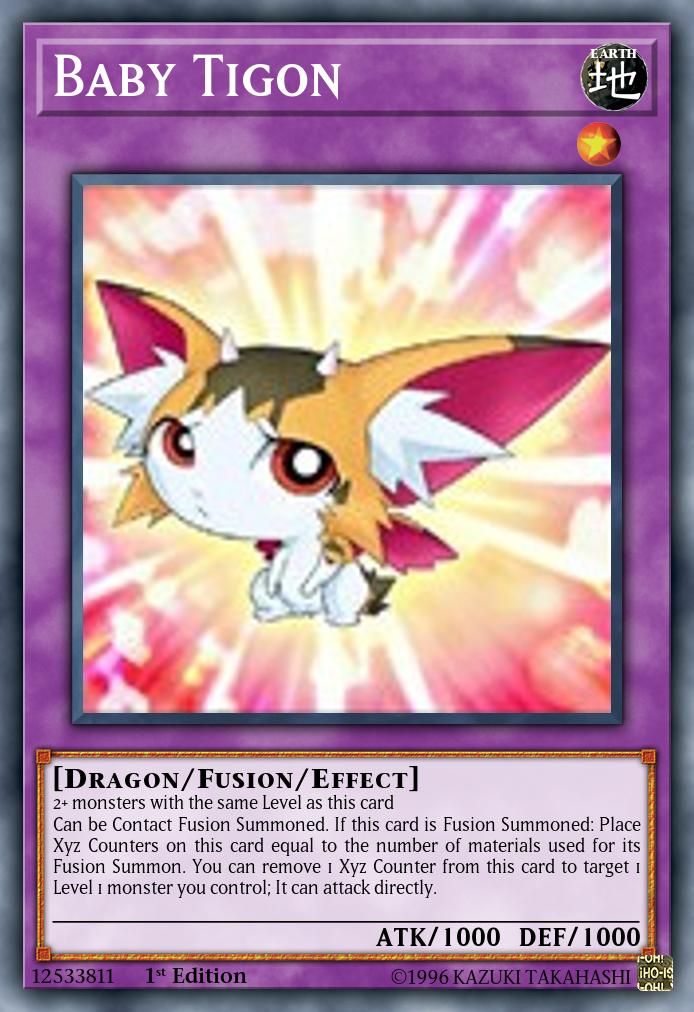 Baby Tigon
EARTH
地
[Dragon/Fusion/Effect]
2+ monsters with the same Level as this card
Can be Contact Fusion Summoned. If this card is Fusion Summoned: Place
Xyz Counters on this card equal to the number of materials used for its
Fusion Summon. You can remove 1 Xyz Counter from this card to target 1
Level 1 monster you control; It can attack directly.
ATK/1000 DEF/1000
12533811 1st Edition ©1996 KAZUKI TAKAHASHI